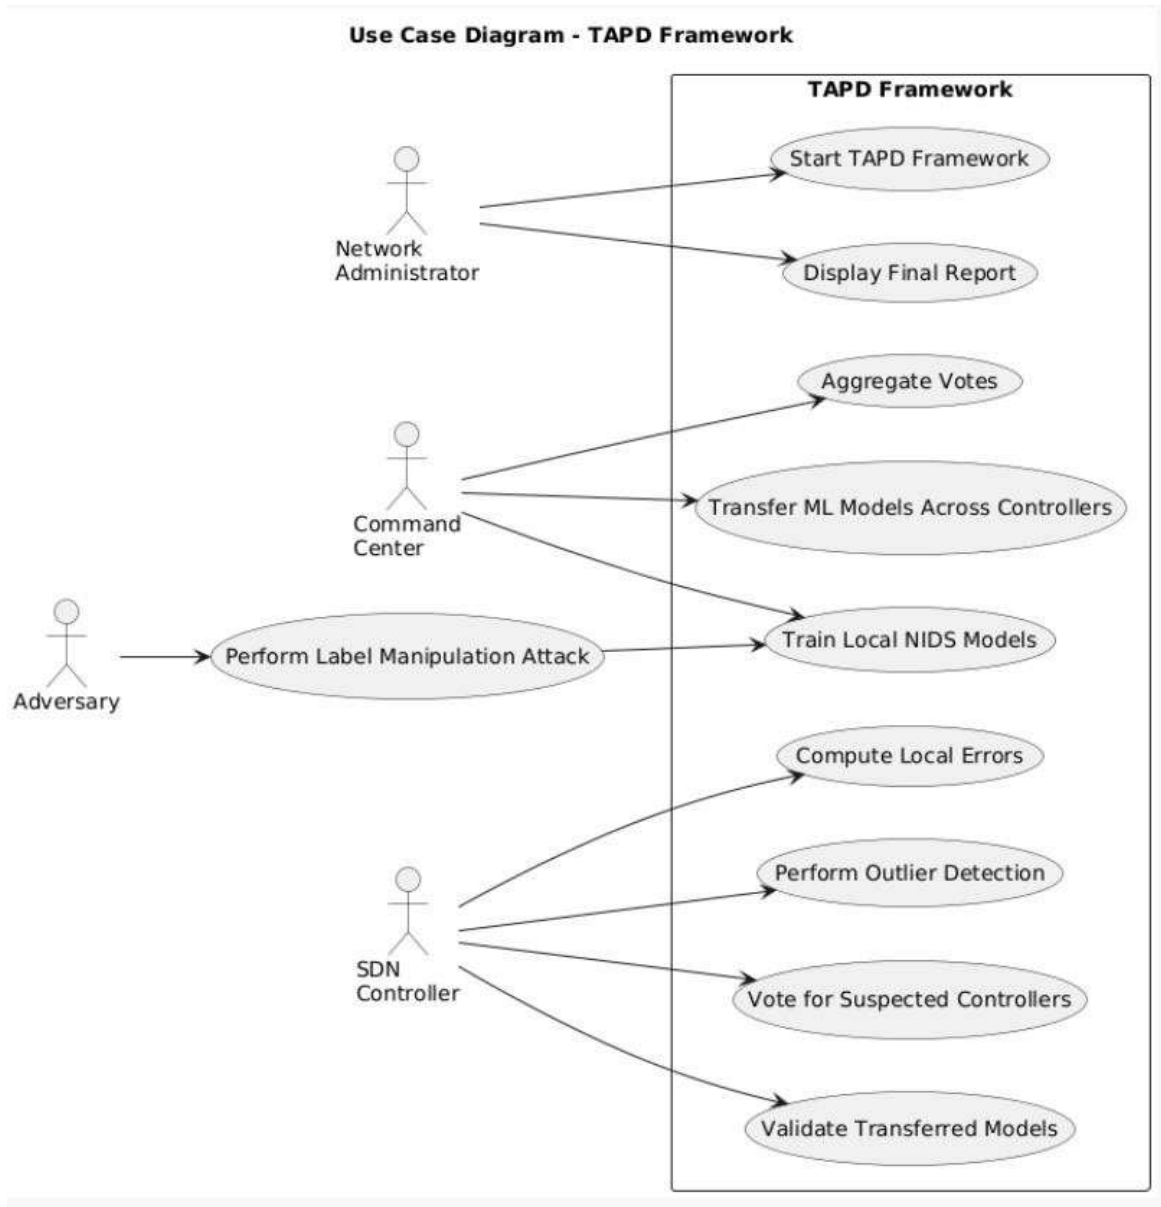 Use Case Diagram - TAPD Framework
TAPD Framework
Start TAPD Framework
Network
Administrator
Display Final Report
Aggregate Votes
Transfer ML Models Across Controllers
Command
Center
Train Local NIDS Models
Perform Label Manipulation Attack
Adversary
Compute Local Errors
Perform Outlier Detection
SDN
Controller
Vote for Suspected Controllers
Validate Transferred Models